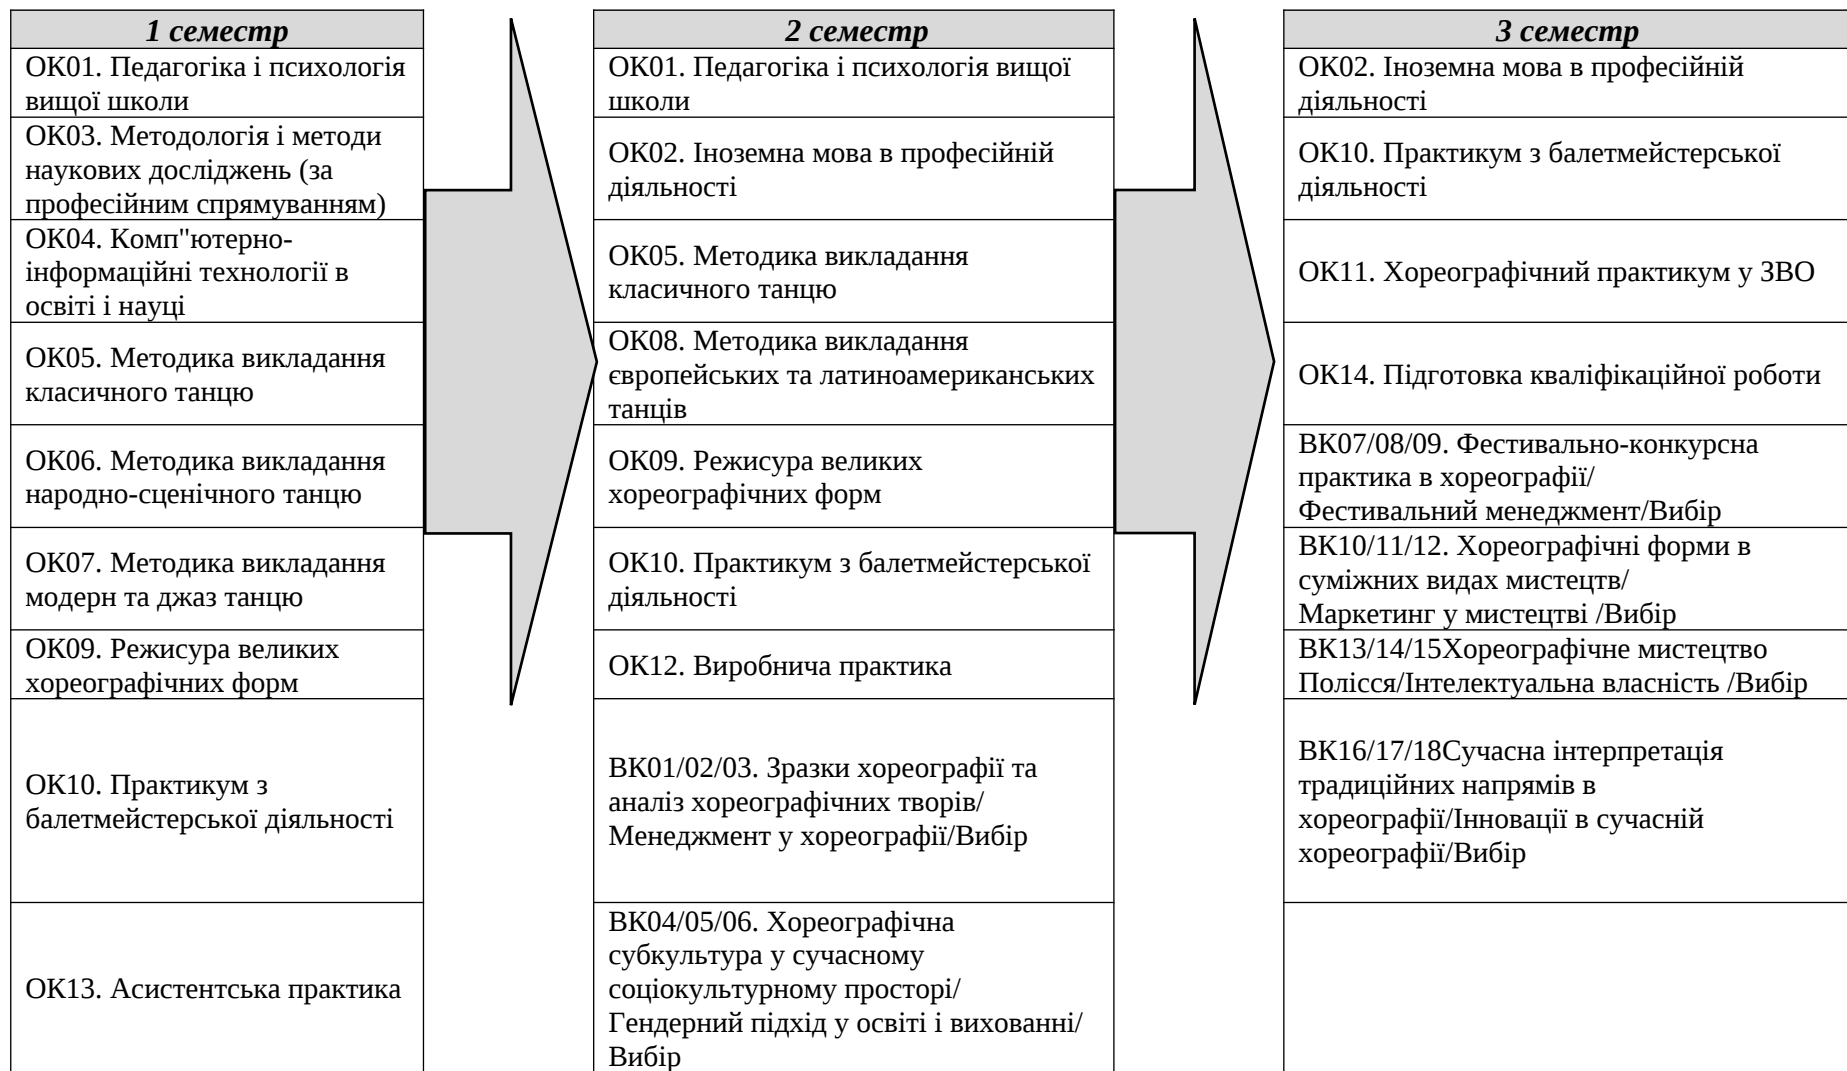 1 семестр
ОК01. Педагогіка і психологія
вищої школи
ОК03. Методологія і методи
наукових досліджень (за
професійним спрямуванням)
ОК04. Комп"ютерно-
інформаційні технології в
освіті і науці
ОК05. Методика викладання
класичного танцю
ОК06. Методика викладання
народно-сценічного танцю
ОК07. Методика викладання
модерн та джаз танцю
ОК09. Режисура великих
хореографічних форм
ОК10. Практикум з
балетмейстерської діяльності
ОК13. Асистентська практика
2 семестр
ОК01. Педагогіка і психологія вищої
школи
ОК02. Іноземна мова в професійній
діяльності
ОК05. Методика викладання
класичного танцю
ОК08. Методика викладання
європейських та латиноамериканських
танців
ОК09. Режисура великих
хореографічних форм
ОК10. Практикум з балетмейстерської
діяльності
ОК12. Виробнича практика
ВК01/02/03. Зразки хореографії та
аналіз хореографічних творів/
Менеджмент у хореографії/Вибір
ВК04/05/06. Хореографічна
субкультура у сучасному
соціокультурному просторі/
Гендерний підхід у освіті і вихованні/
Вибір
3 семестр
ОК02. Іноземна мова в професійній
діяльності
ОК10. Практикум з балетмейстерської
діяльності
ОК11. Хореографічний практикум у ЗВО
ОК14. Підготовка кваліфікаційної роботи
ВК07/08/09. Фестивально-конкурсна
практика в хореографії/
Фестивальний менеджмент/Вибір
ВК10/11/12. Хореографічні форми в
суміжних видах мистецтв/
Маркетинг у мистецтві /Вибір
ВК13/14/15Хореографічне мистецтво
Полісся/Інтелектуальна власність /Вибір
ВК16/17/18Сучасна інтерпретація
традиційних напрямів в
хореографії/Інновації в сучасній
хореографії/Вибір